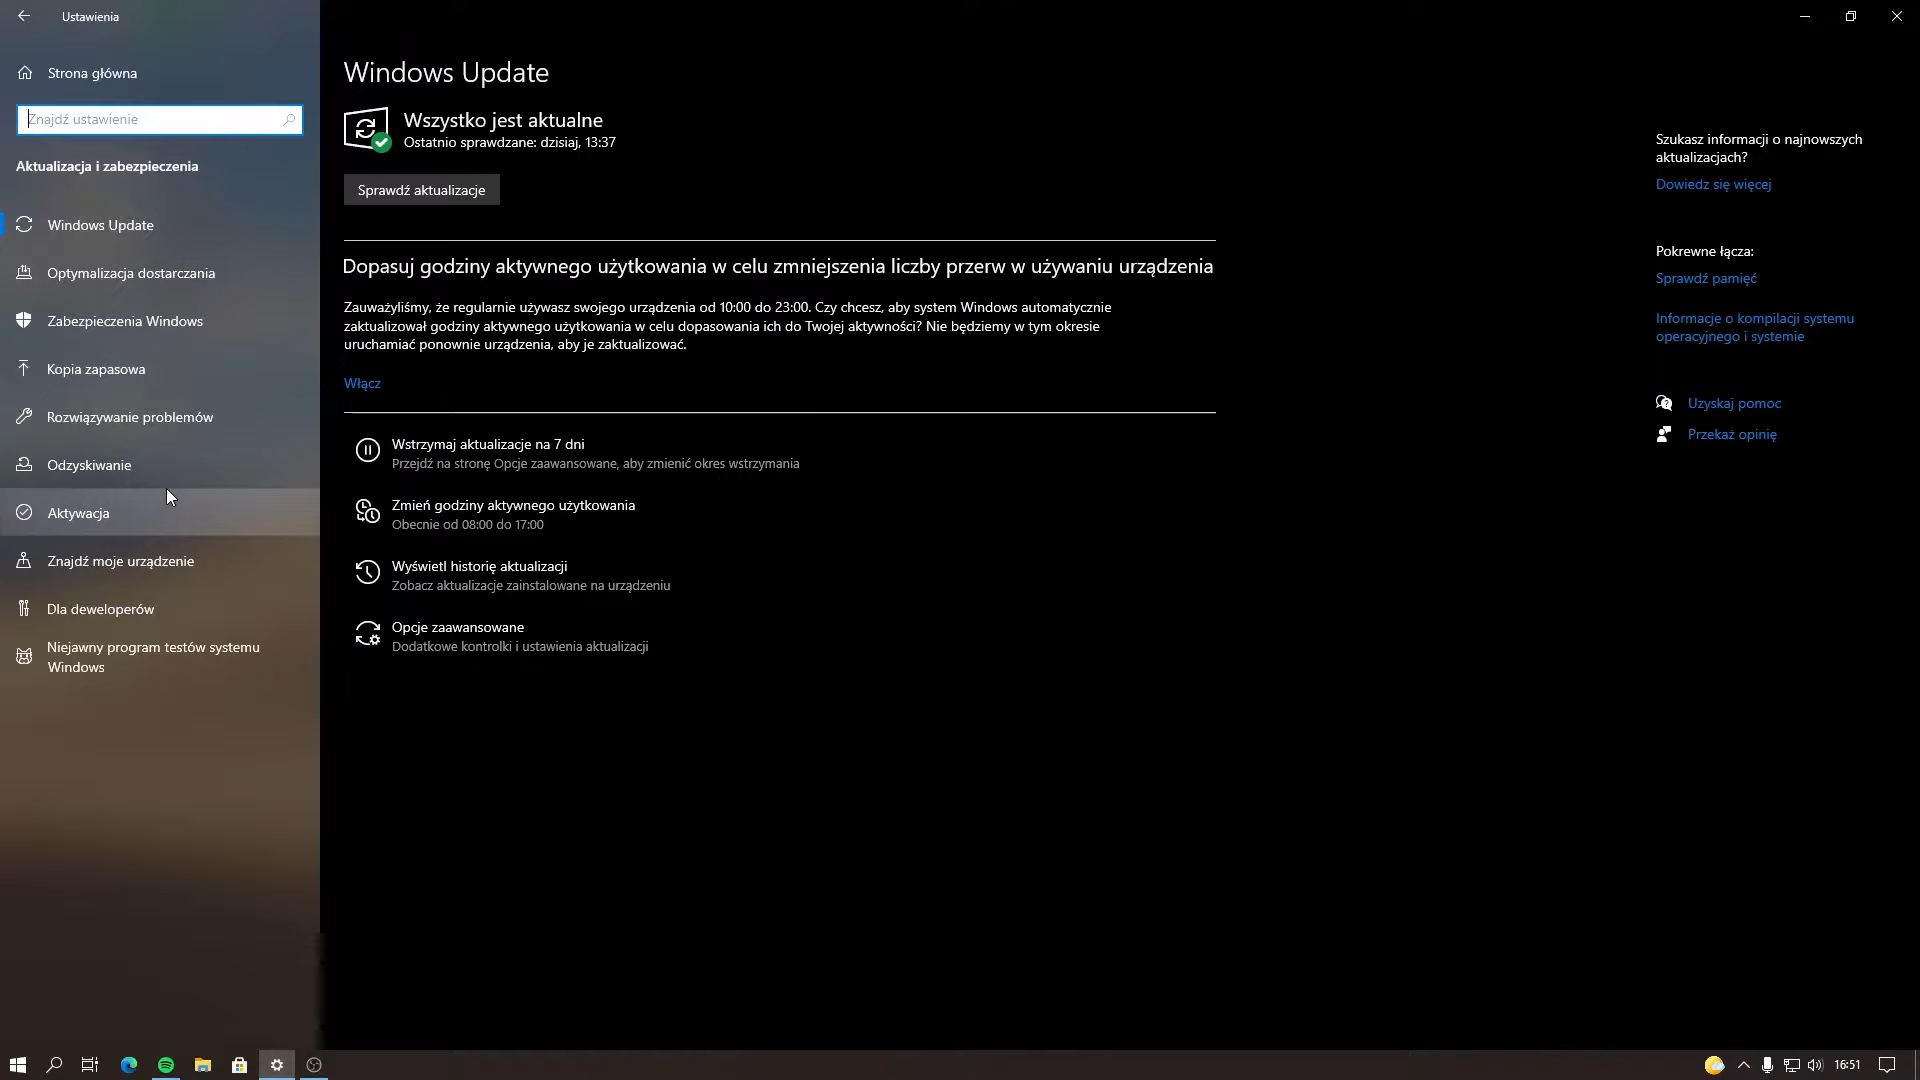 Ustawienia
Strona główna
Znajdź ustawienie
Aktualizacja i zabezpieczenia
Windows Update
Optymalizacja dostarczania
Zabezpieczenia Windows
Kopia zapasowa
Rozwiązywanie problemów
Odzyskiwanie
Aktywacja
Znajdź moje urządzenie
Dla deweloperów
Niejawny program testów systemu
Windows
Windows Update
Wszystko jest aktualne
Ostatnio sprawdzane: dzisiaj, 13:37
Sprawdź aktualizacje
Dopasuj godziny aktywnego użytkowania w celu zmniejszenia liczby przerw w używaniu urządzenia
Zauważyliśmy, że regularnie używasz swojego urządzenia od 10:00 do 23:00. Czy chcesz, aby system Windows automatycznie
zaktualizował godziny aktywnego użytkowania w celu dopasowania ich do Twojej aktywności? Nie będziemy w tym okresie
uruchamiać ponownie urządzenia, aby je zaktualizować.
Włącz
Wstrzymaj aktualizacje na 7 dni
Przejdź na stronę Opcje zaawansowane, aby zmienić okres wstrzymania
Zmień godziny aktywnego użytkowania
Obecnie od 08:00 do 17:00
Wyświetl historię aktualizacji
Zobacz aktualizacje zainstalowane na urządzeniu
Opcje zaawansowane
Dodatkowe kontrolki i ustawienia aktualizacji
Szukasz informacji o najnowszych
aktualizacjach?
Dowiedz się więcej
Pokrewne łącza:
Sprawdź pamięć
Informacje o kompilacji systemu
operacyjnego i systemie
Uzyskaj pomoc
Przekaż opinię
16:51